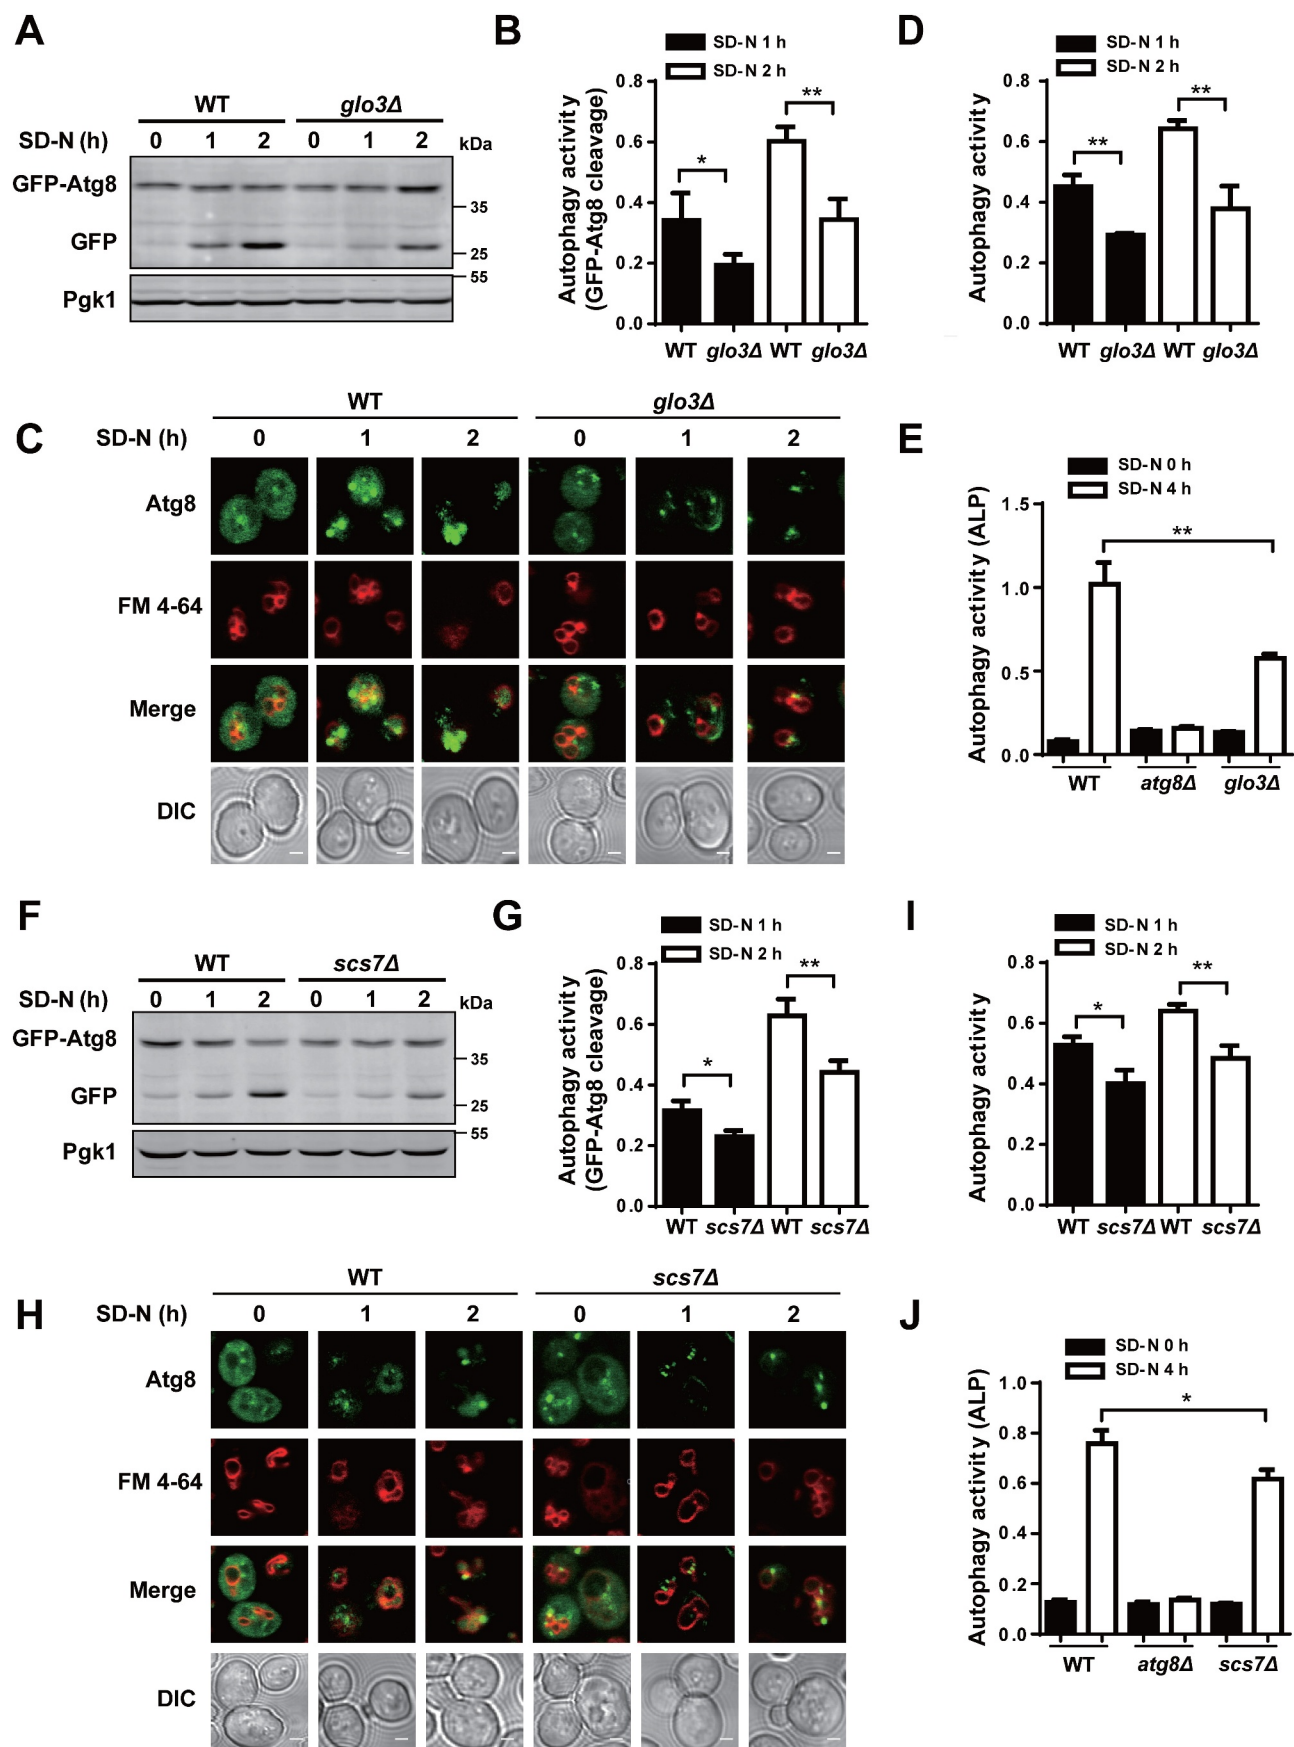 A
WT glo3Δ
SD-N (h) 0 1 2 0 1 2 kDa
GFP-Atg8
35
GFP
25
55
Pgk1
B
SD-N 1 h
SD-N 2 h
Autophagy activity
(GFP-Atg8 cleavage)
0.8
0.6
0.4
0.2
0.0
*
**
WT glo3Δ WT glo3Δ
D
SD-N 1 h
SD-N 2 h
Autophagy activity
0.8
0.6
0.4
0.2
0.0
**
**
WT glo3Δ WT glo3Δ
C
WT glo3Δ
SD-N (h) 0 1 2 0 1 2
Atg8
FM 4-64
Merge
DIC
E
SD-N 0 h
SD-N 4 h
Autophagy activity (ALP)
1.5
1.0
0.5
0.0
**
WT atg8Δ glo3Δ
F
WT scs7Δ
SD-N (h) 0 1 2 0 1 2 kDa
GFP-Atg8
35
GFP
25
55
Pgk1
G
SD-N 1 h
SD-N 2 h
Autophagy activity
(GFP-Atg8 cleavage)
0.8
0.6
0.4
0.2
0.0
*
**
WT scs7Δ WT scs7Δ
I
SD-N 1 h
SD-N 2 h
Autophagy activity
0.8
0.6
0.4
0.2
0.0
*
**
WT scs7Δ WT scs7Δ
H
WT scs7Δ
SD-N (h) 0 1 2 0 1 2
Atg8
FM 4-64
Merge
DIC
J
SD-N 0 h
SD-N 4 h
Autophagy activity (ALP)
1.0
0.8
0.6
0.4
0.2
0.0
*
WT atg8Δ scs7Δ